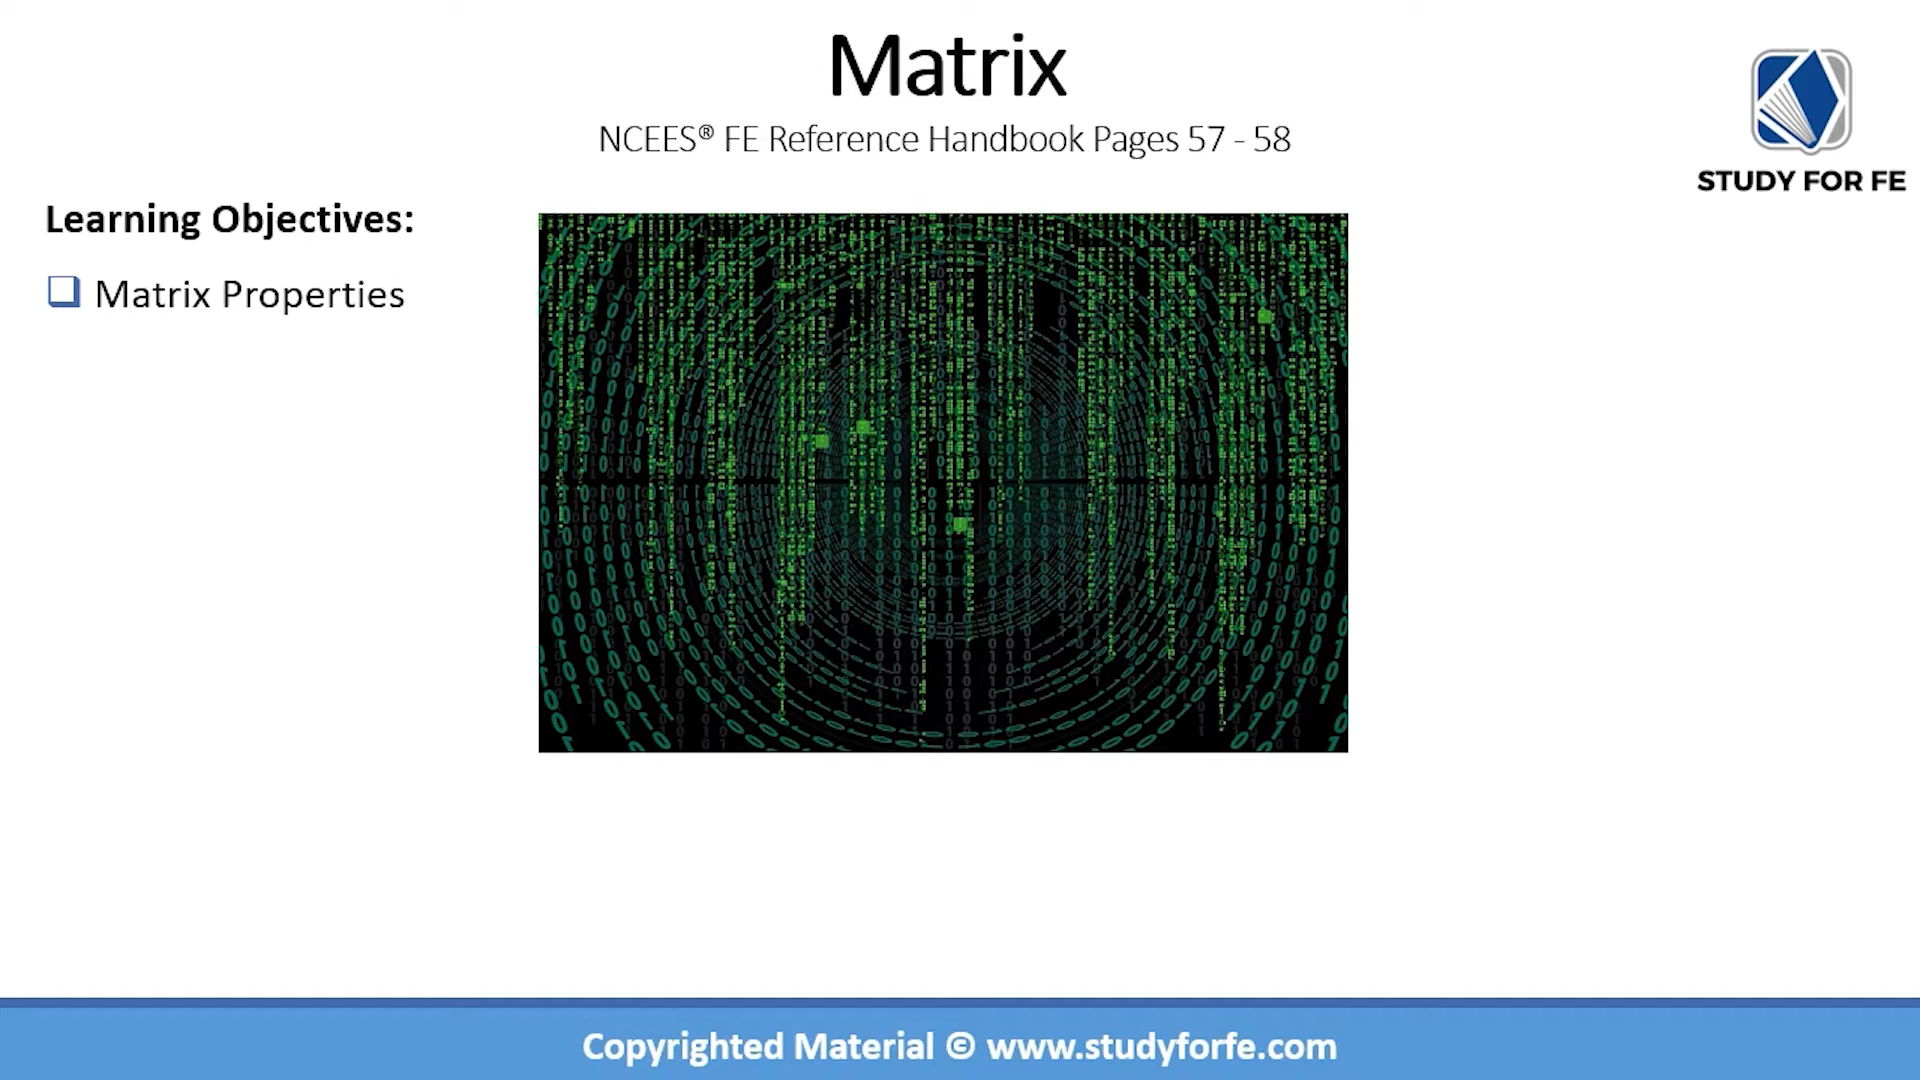 Matrix
NCEES® FE Reference Handbook Pages 57 - 58
STUDY FOR FE
Learning Objectives:
Matrix Properties
Copyrighted Material © www.studyforfe.com